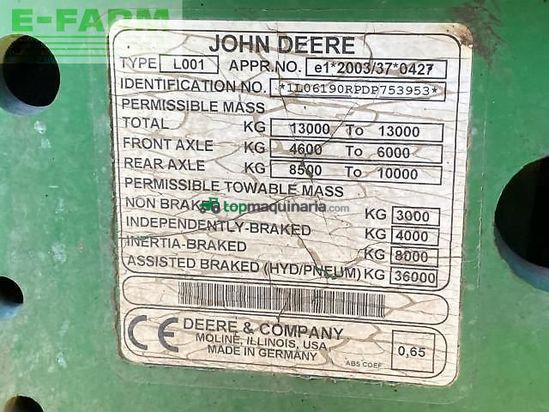 E-FARM
JOHN DEERE
TYPE L001 APPR.NO. e1*2003/37*0427
IDENTIFICATION NO. *1L06190RPDP753953*
PERMISSIBLE MASS
TOTAL KG 13000 To 13000
FRONT AXLE KG 4600 To 6000
REAR AXLE KG 8500 To 10000
PERMISSIBLE TOWABLE MASS
NON BRAKED KG 3000
topmaquinaria.com
INDEPENDENTLY-BRAKED KG 4000
INERTIA-BRAKED KG 8000
ASSISTED BRAKED (HYD/PNEUM) KG 36000
CE DEERE & COMPANY
MOLINE, ILLINOIS, USA
MADE IN GERMANY
ABS COEF 0,65